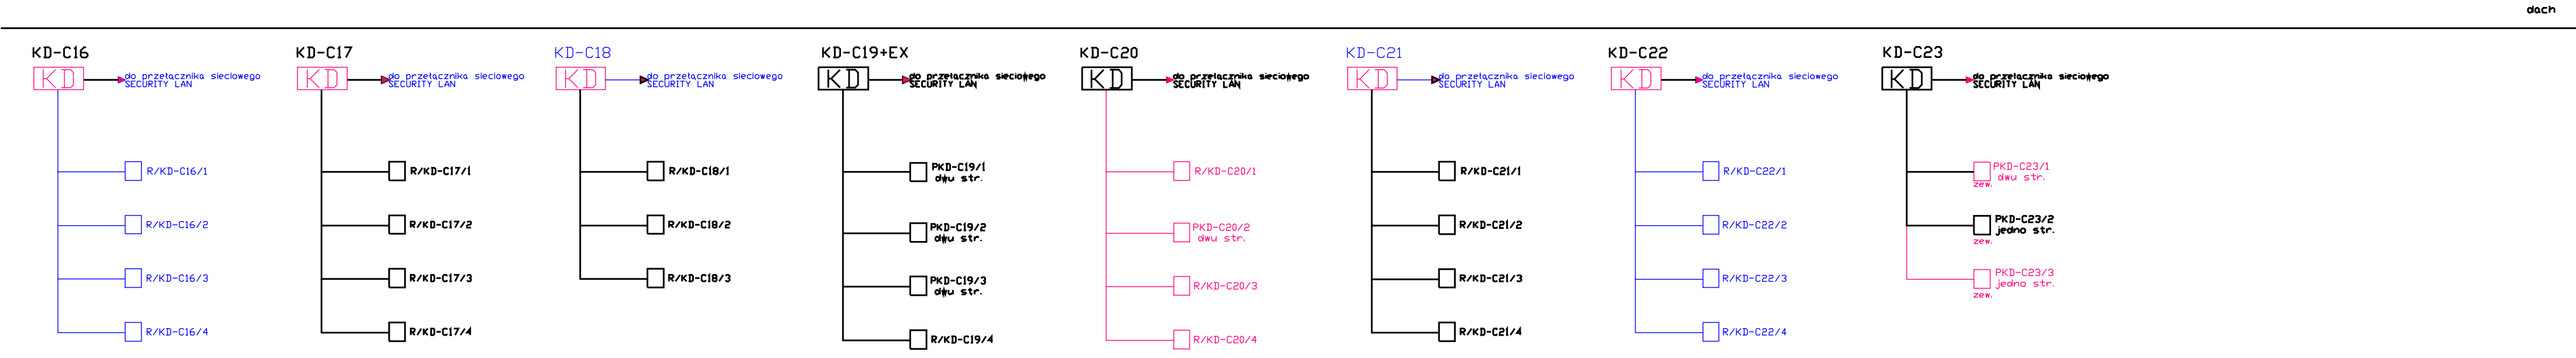 dach
KD-C16
KD
do przełącznika sieciowego
SECURITY LAN
R/KD-C16/1
R/KD-C16/2
R/KD-C16/3
R/KD-C16/4
KD-C17
KD
do przełącznika sieciowego
SECURITY LAN
R/KD-C17/1
R/KD-C17/2
R/KD-C17/3
R/KD-C17/4
KD-C18
KD
do przełącznika sieciowego
SECURITY LAN
R/KD-C18/1
R/KD-C18/2
R/KD-C18/3
KD-C19+EX
KD
do przełącznika sieciowego
SECURITY LAN
PKD-C19/1
dwu str.
PKD-C19/2
dwu str.
PKD-C19/3
dwu str.
R/KD-C19/4
KD-C20
KD
do przełącznika sieciowego
SECURITY LAN
R/KD-C20/1
PKD-C20/2
dwu str.
R/KD-C20/3
R/KD-C20/4
KD-C21
KD
do przełącznika sieciowego
SECURITY LAN
R/KD-C21/1
R/KD-C21/2
R/KD-C21/3
R/KD-C21/4
KD-C22
KD
do przełącznika sieciowego
SECURITY LAN
R/KD-C22/1
R/KD-C22/2
R/KD-C22/3
R/KD-C22/4
KD-C23
KD
do przełącznika sieciowego
SECURITY LAN
PKD-C23/1
dwu str.
zew.
PKD-C23/2
jedno str.
zew.
PKD-C23/3
jedno str.
zew.